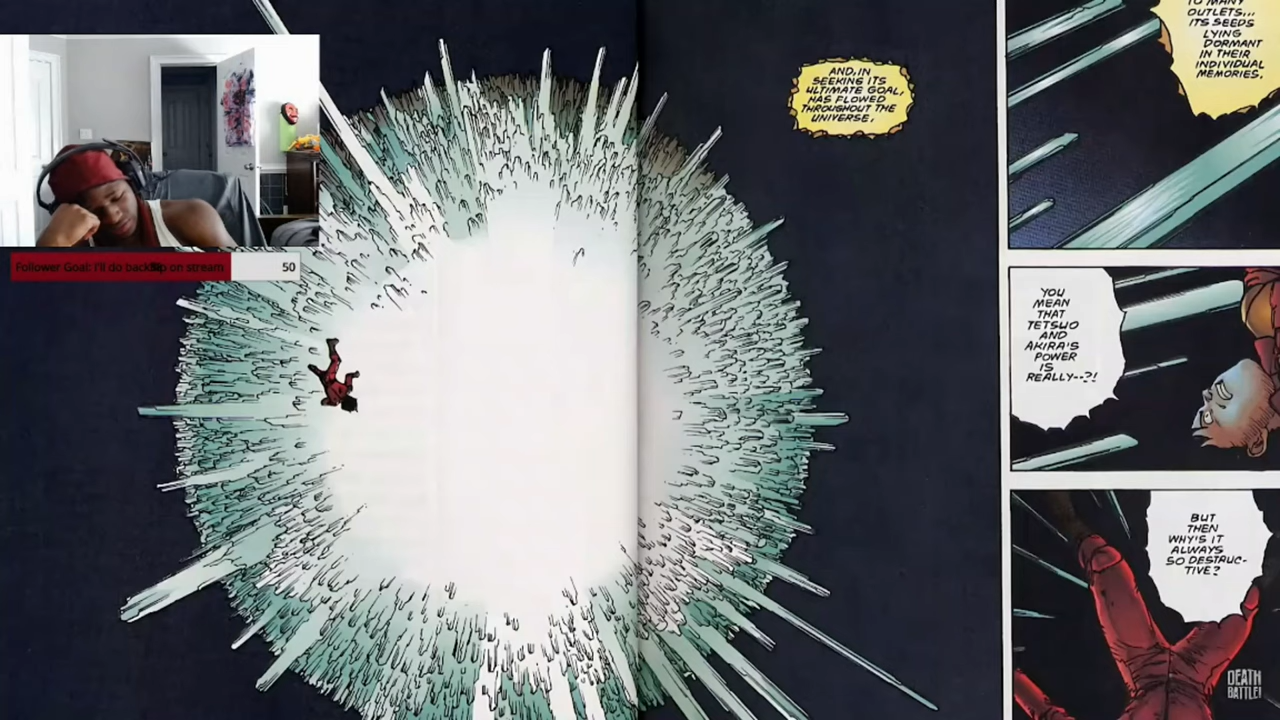 Follower Goal: I'll do backflip on stream
50
AND, IN
SEEKING ITS
ULTIMATE GOAL,
HAS FLOWED
THROUGHOUT THE
UNIVERSE,
TO MANY
OUTLETS...
ITS SEEDS
LYING
DORMANT
IN THEIR
INDIVIDUAL
MEMORIES.
YOU
MEAN
THAT
TETSUO
AND
AKIRA'S
POWER
IS
REALLY--?!
BUT
THEN
WHY'S IT
ALWAYS
SO DESTRUC-
TIVE?
DEATH
BATTLE!